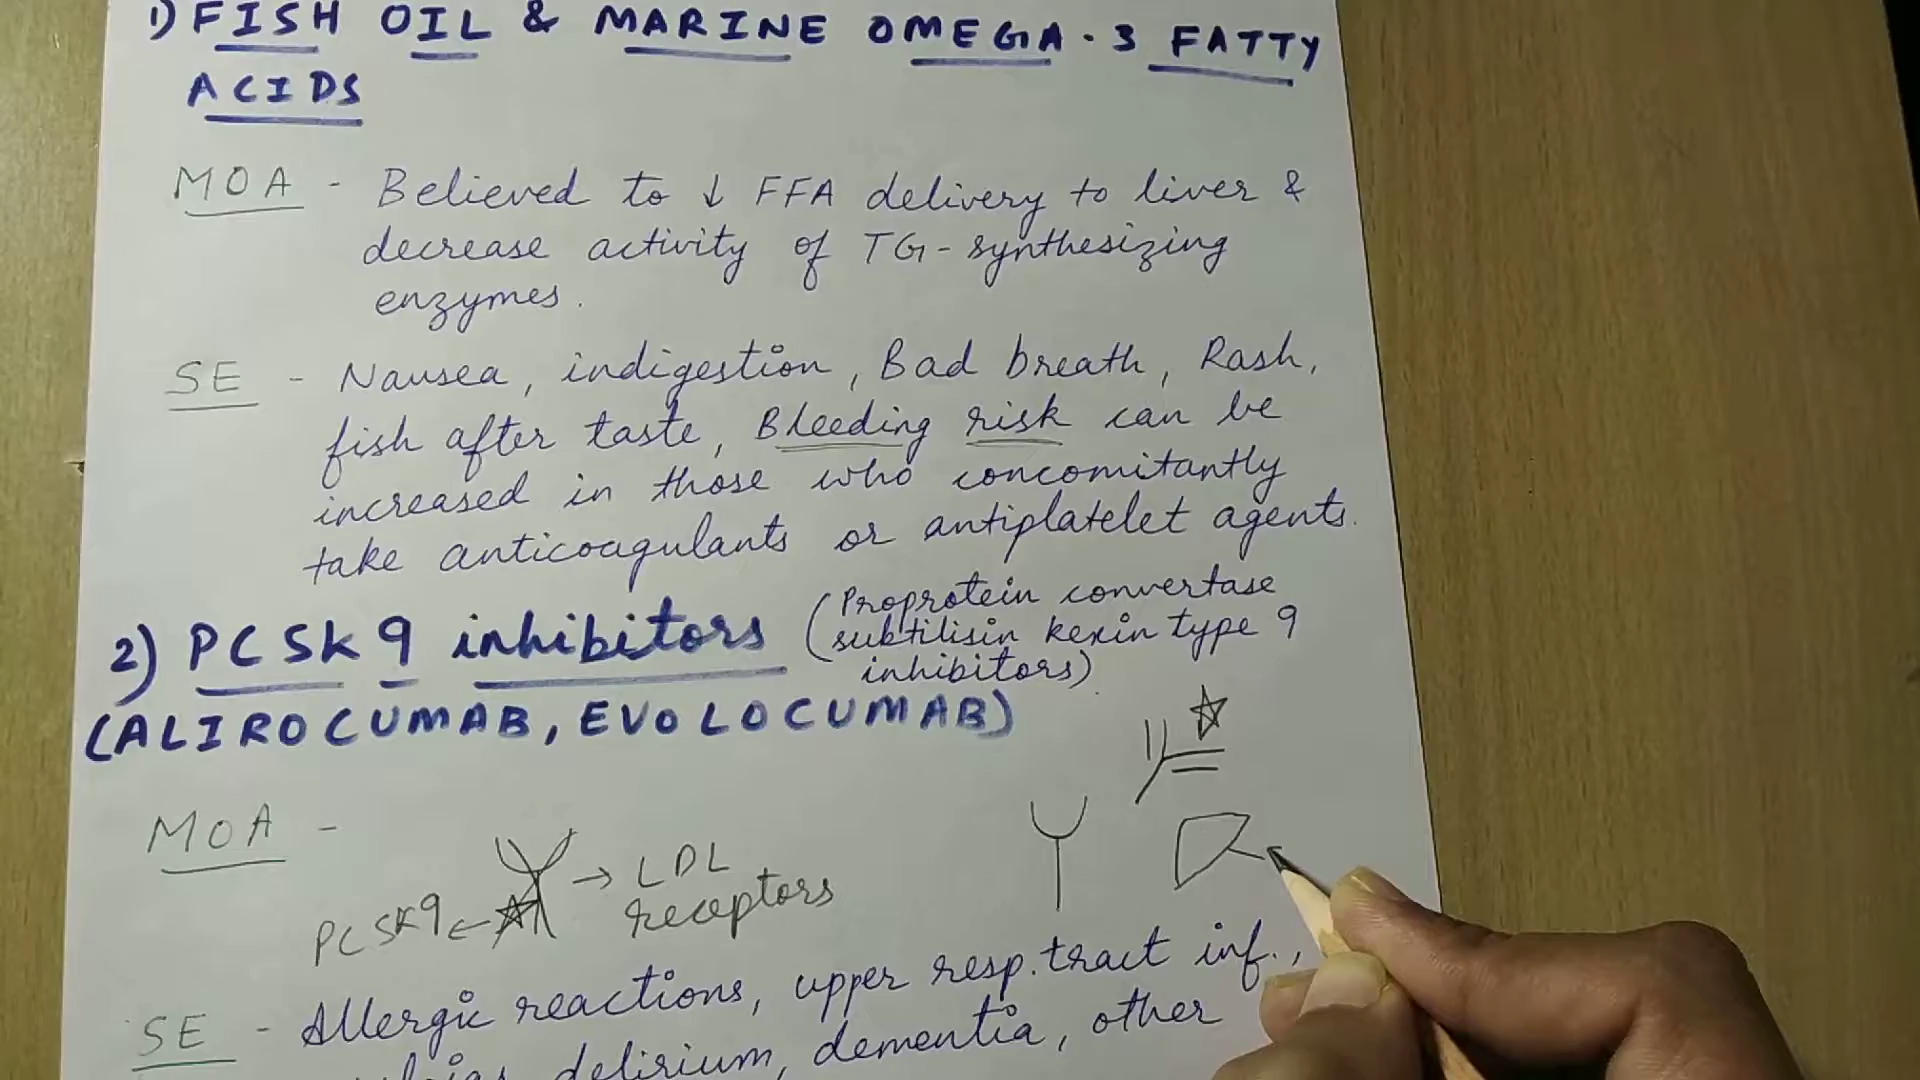 1) FISH OIL & MARINE OMEGA-3 FATTY
ACIDS
MOA - Believed to ↓ FFA delivery to liver &
decrease activity of TG-synthesizing
enzymes.
SE - Nausea, indigestion, Bad breath, Rash,
fish after taste, Bleeding risk can be
increased in those who concomitantly
take anticoagulants or antiplatelet agents.
2) PCSK9 inhibitors (Proprotein convertase
subtilisin kexin type 9
inhibitors)
(ALIROCUMAB, EVOLOCUMAB)
MOA -
→ LDL
receptors
PCSK9 ←
SE - Allergic reactions, upper resp. tract inf.,
delirium, dementia, other